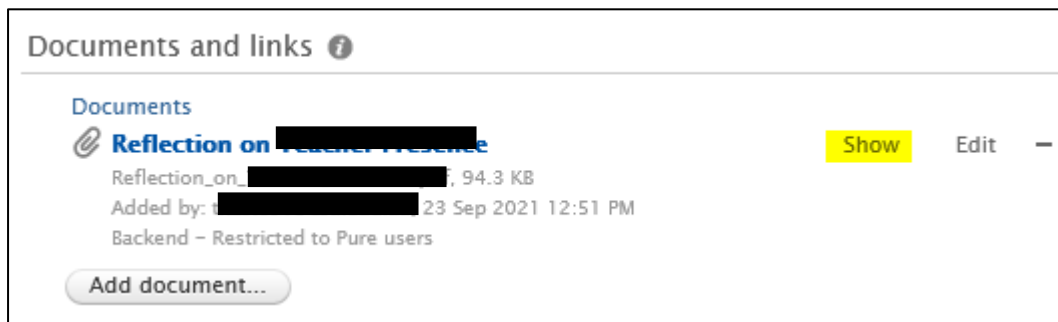 Documents and links
Documents
Reflection on
Show
Edit
Reflection_on_ , 94.3 KB
Added by: 23 Sep 2021 12:51 PM
Backend – Restricted to Pure users
Add document...